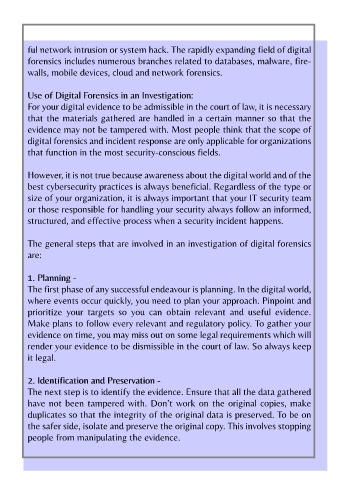 ful network intrusion or system hack. The rapidly expanding field of digital
forensics includes numerous branches related to databases, malware, fire-
walls, mobile devices, cloud and network forensics.
Use of Digital Forensics in an Investigation:
For your digital evidence to be admissible in the court of law, it is necessary
that the materials gathered are handled in a certain manner so that the
evidence may not be tampered with. Most people think that the scope of
digital forensics and incident response are only applicable for organizations
that function in the most security-conscious fields.
However, it is not true because awareness about the digital world and of the
best cybersecurity practices is always beneficial. Regardless of the type or
size of your organization, it is always important that your IT security team
or those responsible for handling your security always follow an informed,
structured, and effective process when a security incident happens.
The general steps that are involved in an investigation of digital forensics
are:
1. Planning -
The first phase of any successful endeavour is planning. In the digital world,
where events occur quickly, you need to plan your approach. Pinpoint and
prioritize your targets so you can obtain relevant and useful evidence.
Make plans to follow every relevant and regulatory policy. To gather your
evidence on time, you may miss out on some legal requirements which will
render your evidence to be dismissible in the court of law. So always keep
it legal.
2. Identification and Preservation -
The next step is to identify the evidence. Ensure that all the data gathered
have not been tampered with. Don't work on the original copies, make
duplicates so that the integrity of the original data is preserved. To be on
the safer side, isolate and preserve the original copy. This involves stopping
people from manipulating the evidence.